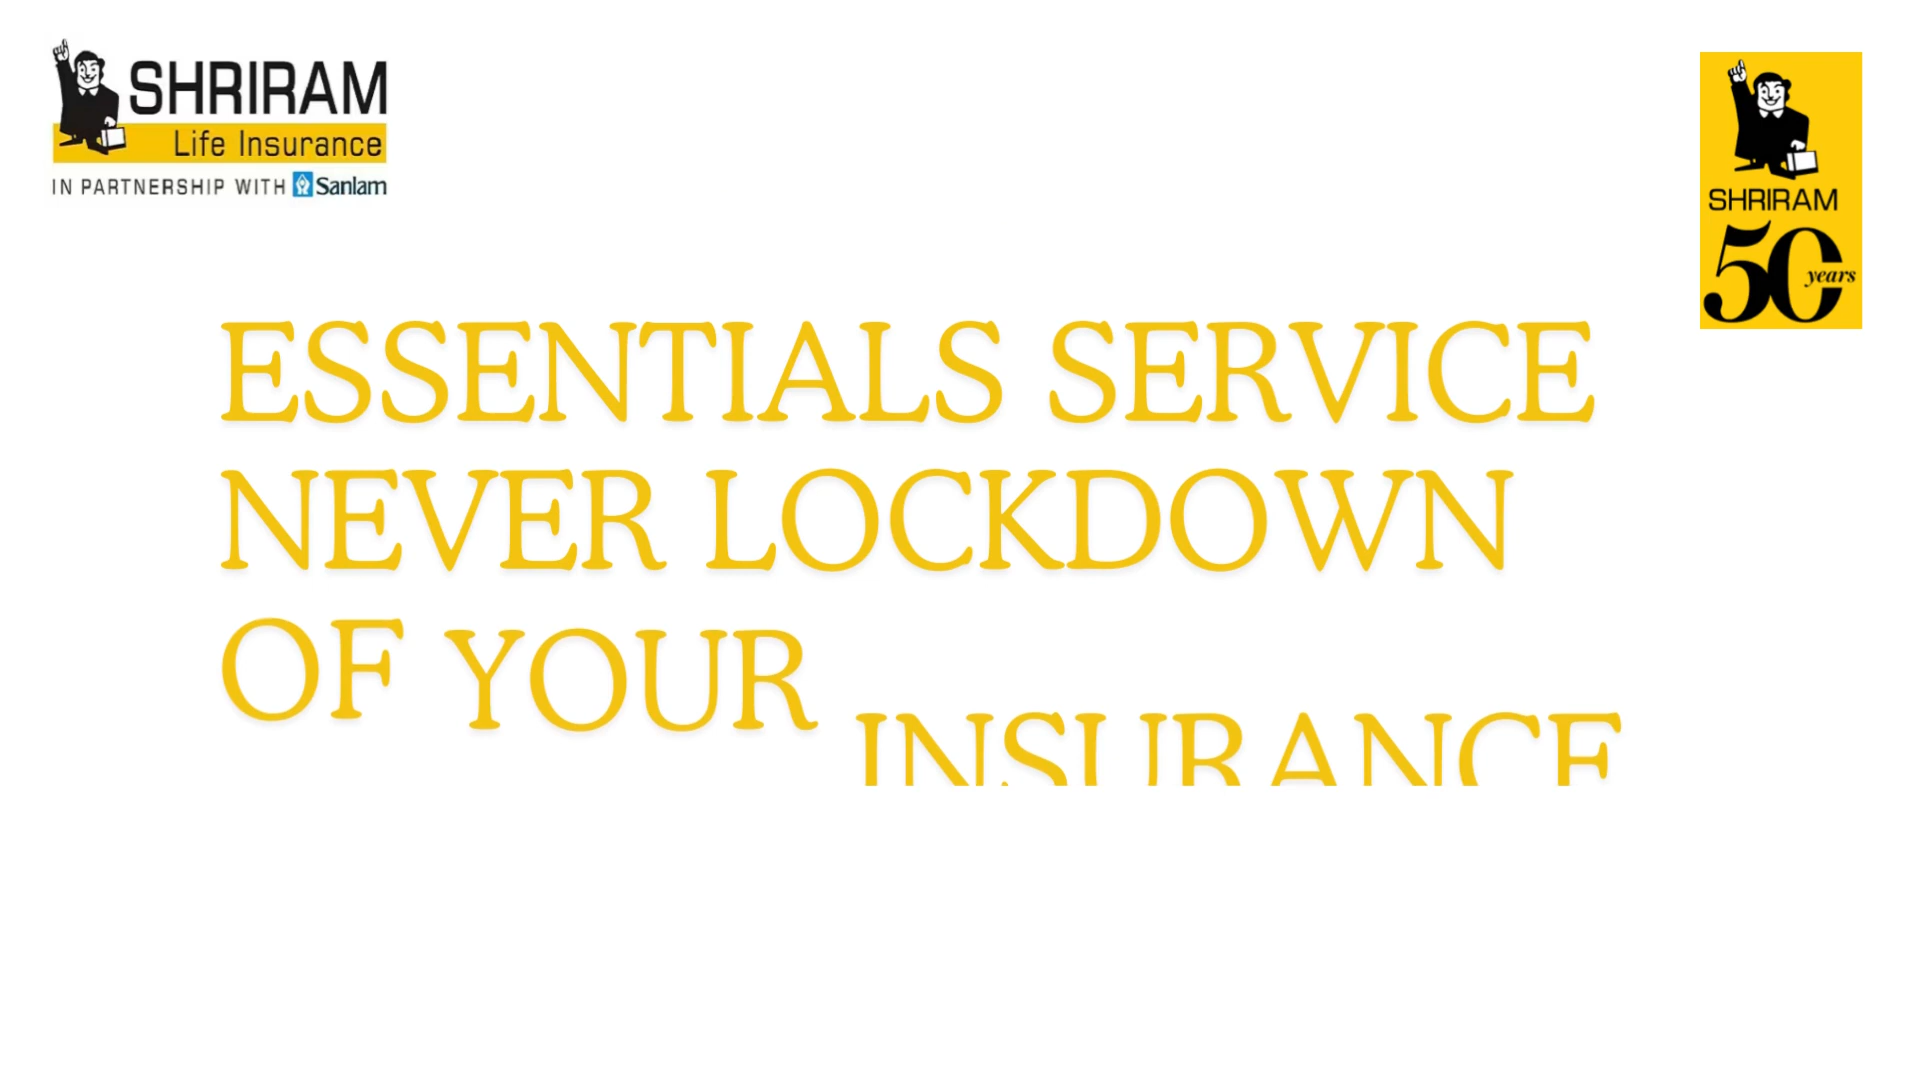 SHRIRAM
Life Insurance
IN PARTNERSHIP WITH Sanlam
SHRIRAM
50 years
ESSENTIALS SERVICE
NEVER LOCKDOWN
OF YOUR INSURANCE